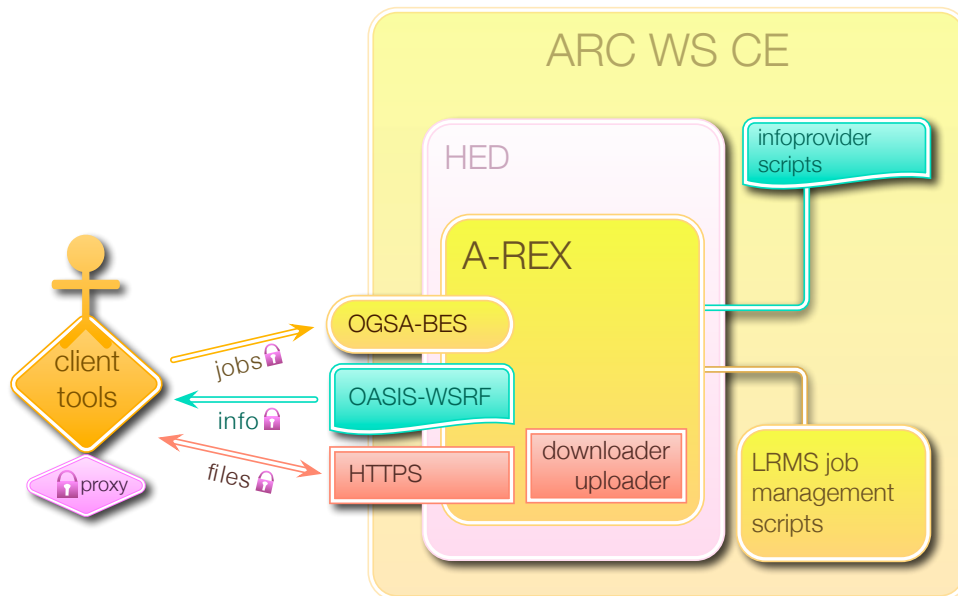 ARC WS CE
infoprovider
scripts
HED
A-REX
OGSA-BES
client
tools
jobs
OASIS-WSRF
info
files
HTTPS
downloader
uploader
LRMS job
management
scripts
proxy